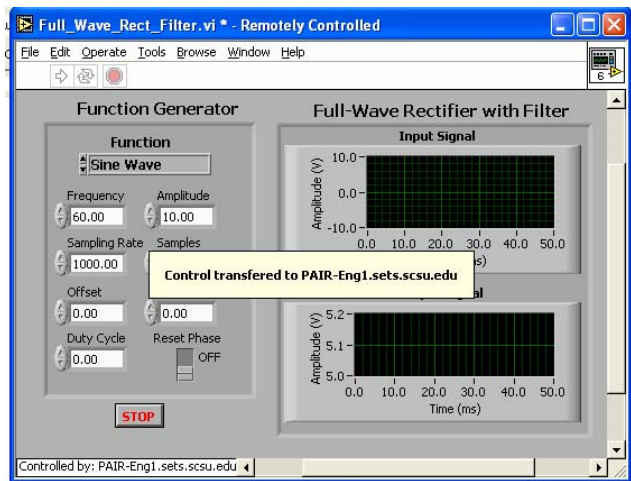 Full_Wave_Rect_Filter.vi * - Remotely Controlled
File Edit Operate Tools Browse Window Help
6
Function Generator
Function
Sine Wave
Frequency Amplitude
60.00 10.00
Sampling Rate Samples
1000.00
Offset
0.00 0.00
Duty Cycle Reset Phase
0.00 OFF
STOP
Full-Wave Rectifier with Filter
Input Signal
Amplitude (V)
10.0
0.0
-10.0
0.0 10.0 20.0 30.0 40.0 50.0
Control transfered to PAIR-Eng1.sets.scsu.edu
Amplitude (V)
5.2
5.1
5.0
0.0 10.0 20.0 30.0 40.0 50.0
Time (ms)
Controlled by: PAIR-Eng1.sets.scsu.edu